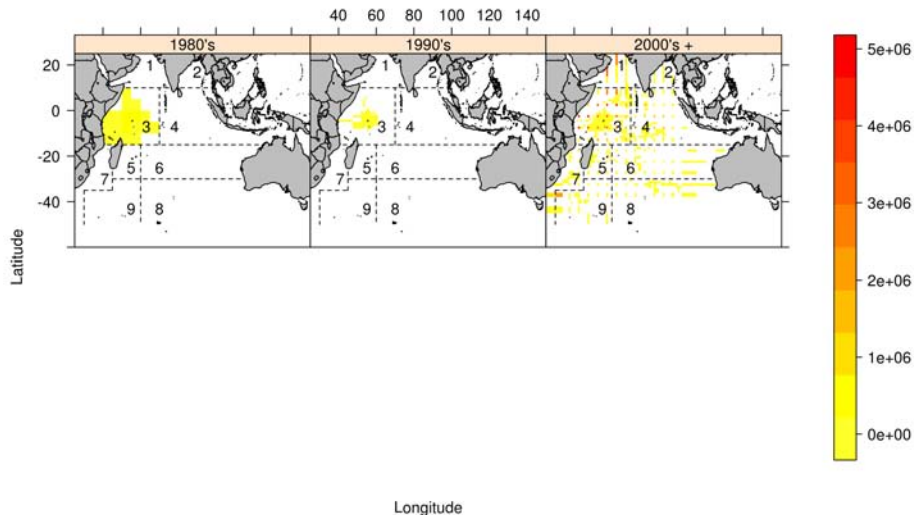 40 60 80 100 120 140
1980's 1990's 2000's +
20
0
-20
-40
1 2 3 4 5 6 7 9 8
1 2 3 4 5 6 7 9 8
1 2 3 4 5 6 7 9 8
Latitude
Longitude
5e+06
4e+06
3e+06
2e+06
1e+06
0e+00